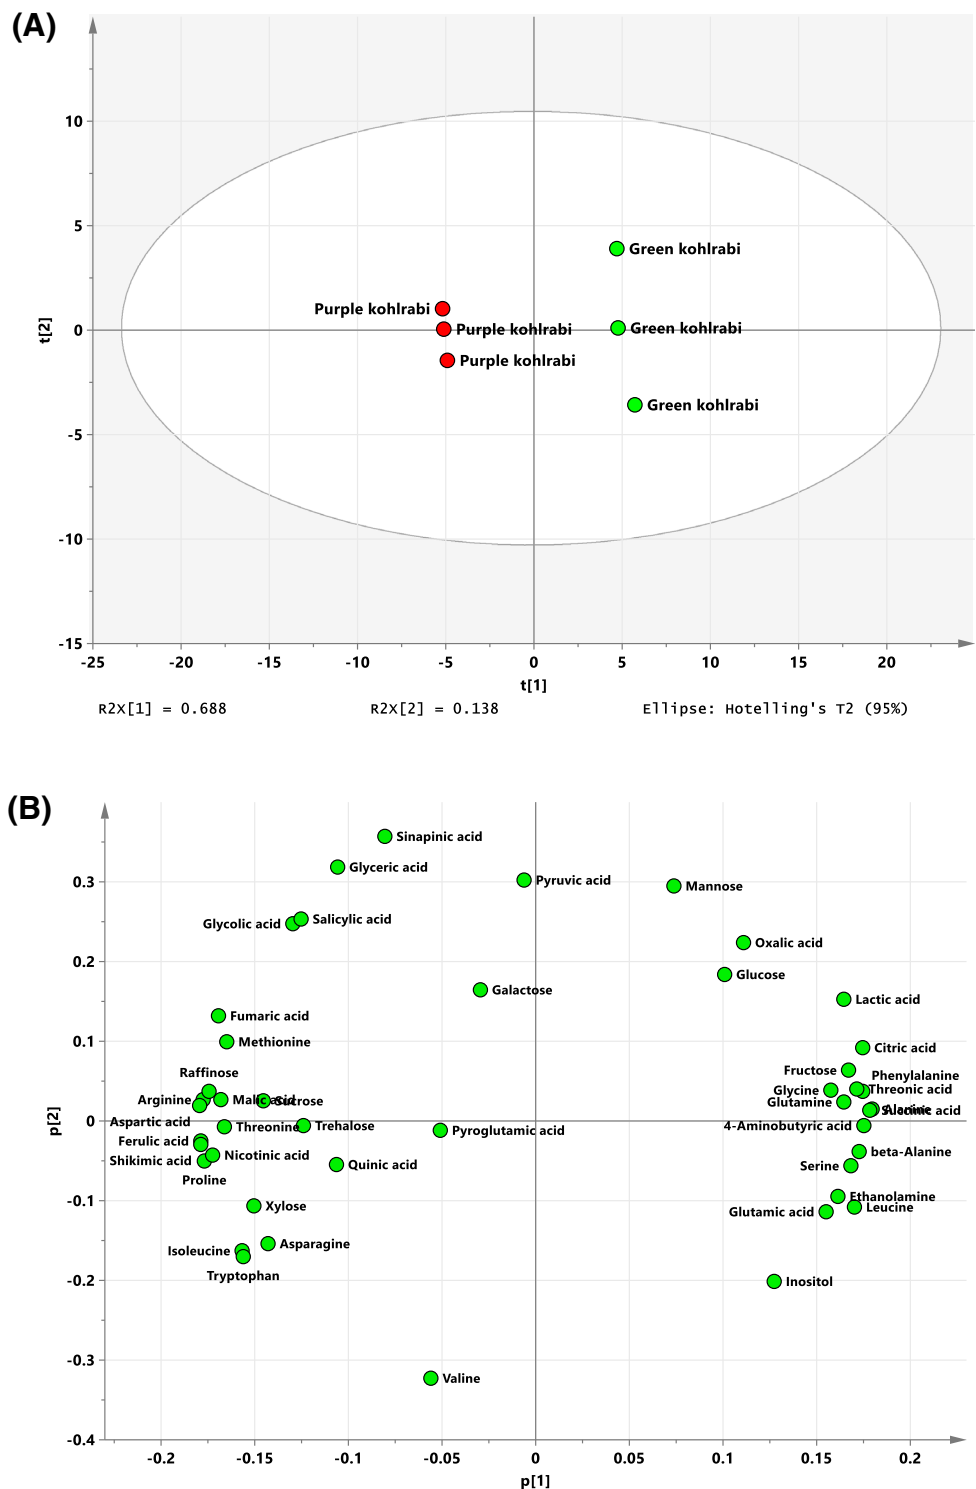 (A)
10
5
Green kohlrabi
Purple kohlrabi
0
Purple kohlrabi
Green kohlrabi
t[2]
Purple kohlrabi
Green kohlrabi
-5
-10
-15
-25 -20 -15 -10 -5 0 5 10 15 20
t[1]
R2X[1] = 0.688 R2X[2] = 0.138 Ellipse: Hotelling's T2 (95%)
(B)
Sinapinic acid
Glyceric acid
0.3
Pyruvic acid
Mannose
Glycolic acid
Salicylic acid
Oxalic acid
0.2
Glucose
Galactose
Lactic acid
Fumaric acid
0.1
Methionine
Citric acid
Raffinose
Fructose
Phenylalanine
Arginine
Malic acid
Sucrose
Glycine
Threonic acid
Glutamine
Alanine
Succinic acid
p[2]
0
Aspartic acid
Threonine
Trehalose
Pyroglutamic acid
4-Aminobutyric acid
Ferulic acid
Shikimic acid
Nicotinic acid
Quinic acid
beta-Alanine
Serine
Proline
-0.1
Xylose
Ethanolamine
Leucine
Glutamic acid
Isoleucine
Asparagine
Tryptophan
-0.2
Inositol
-0.3
Valine
-0.4
-0.2 -0.15 -0.1 -0.05 0 0.05 0.1 0.15 0.2
p[1]